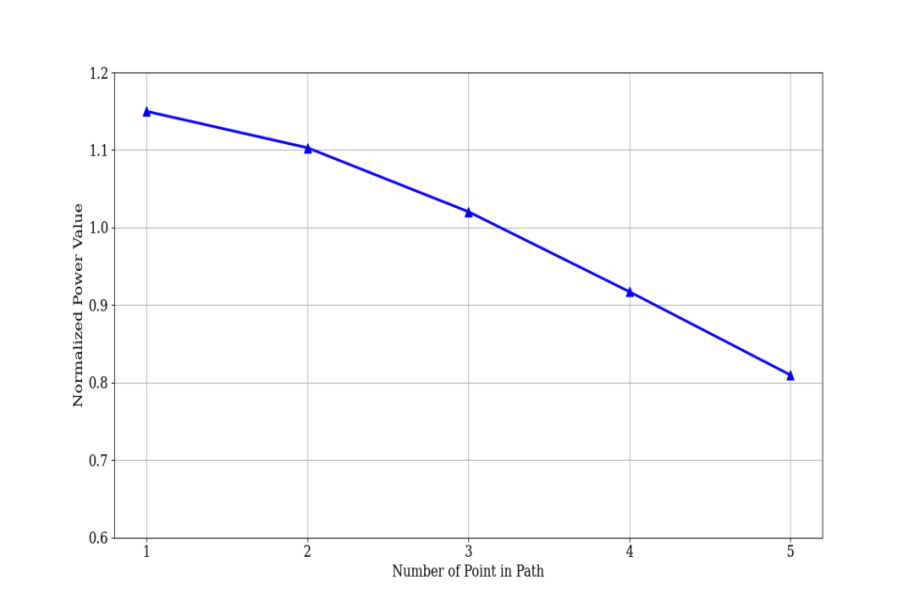 1.2
1.1
1.0
0.9
0.8
0.7
0.6
Normalized Power Value
1 2 3 4 5
Number of Point in Path